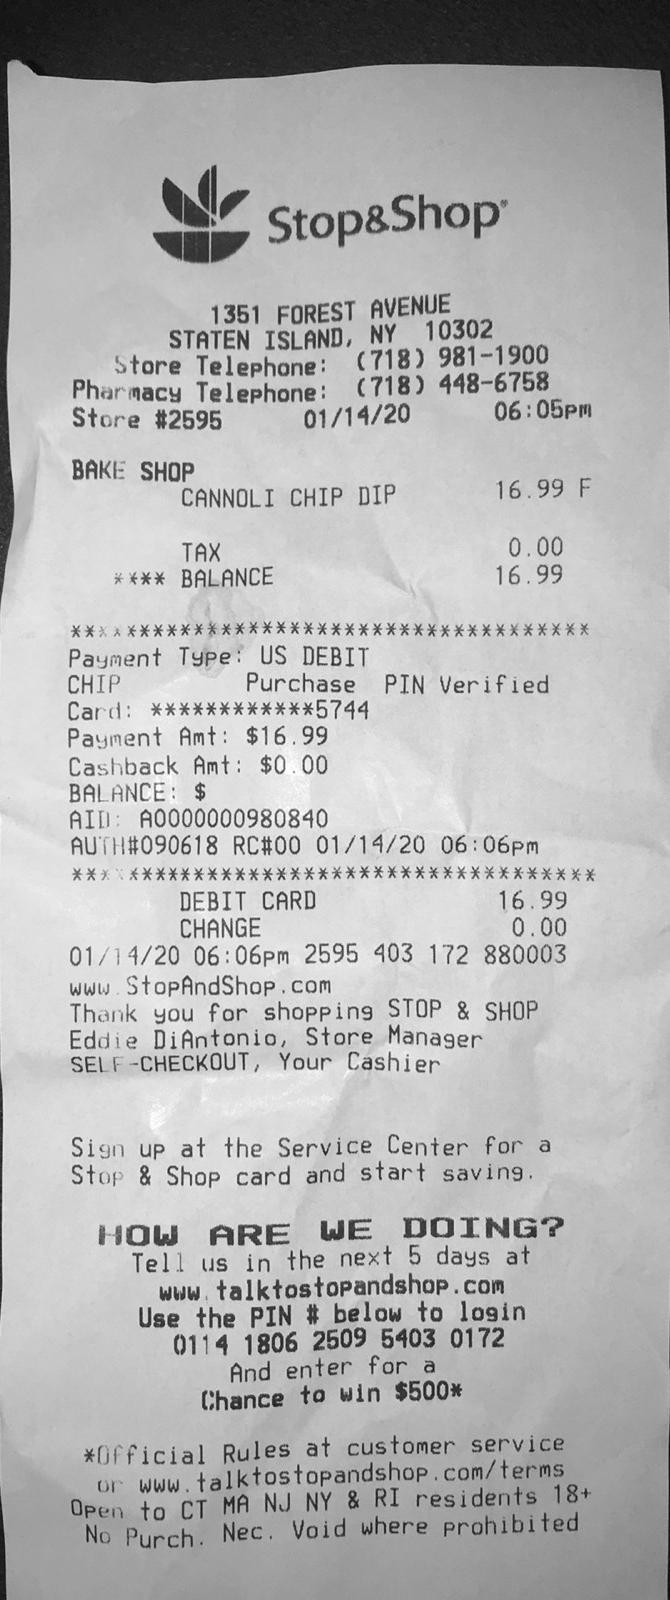 Stop&Shop®
1351 FOREST AVENUE
STATEN ISLAND, NY 10302
Store Telephone: (718) 981-1900
Pharmacy Telephone: (718) 448-6758
Store #2595 01/14/20 06:05pm
BAKE SHOP
CANNOLI CHIP DIP 16.99 F
TAX 0.00
**** BALANCE 16.99
****************************************
Payment Type: US DEBIT
CHIP Purchase PIN Verified
Card: ************5744
Payment Amt: $16.99
Cashback Amt: $0.00
BALANCE: $
AID: A0000000980840
AUTH#090618 RC#00 01/14/20 06:06pm
****************************************
DEBIT CARD 16.99
CHANGE 0.00
01/14/20 06:06pm 2595 403 172 880003
www.StopAndShop.com
Thank you for shopping STOP & SHOP
Eddie DiAntonio, Store Manager
SELF-CHECKOUT, Your Cashier
Sign up at the Service Center for a
Stop & Shop card and start saving.
HOW ARE WE DOING?
Tell us in the next 5 days at
www.talktostopandshop.com
Use the PIN # below to login
0114 1806 2509 5403 0172
And enter for a
Chance to win $500*
*Official Rules at customer service
or www.talktostopandshop.com/terms
Open to CT MA NJ NY & RI residents 18+
No Purch. Nec. Void where prohibited